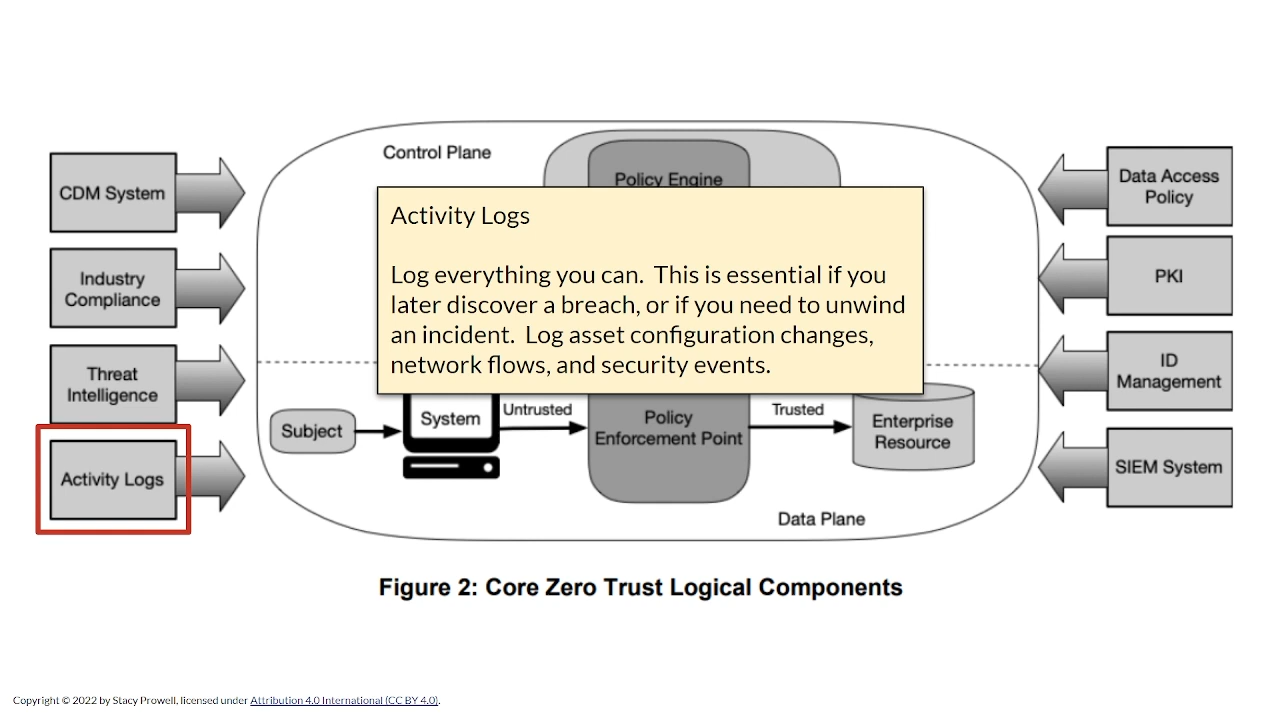 Control Plane
CDM System
Industry
Compliance
Threat
Intelligence
Activity Logs
Policy Engine
Activity Logs
Log everything you can.  This is essential if you
later discover a breach, or if you need to unwind
an incident.  Log asset configuration changes,
network flows, and security events.
Subject
System
Untrusted
Policy
Enforcement Point
Trusted
Enterprise
Resource
Data Plane
Data Access
Policy
PKI
ID
Management
SIEM System
Figure 2: Core Zero Trust Logical Components
Copyright © 2022 by Stacy Prowell, licensed under Attribution 4.0 International (CC BY 4.0).